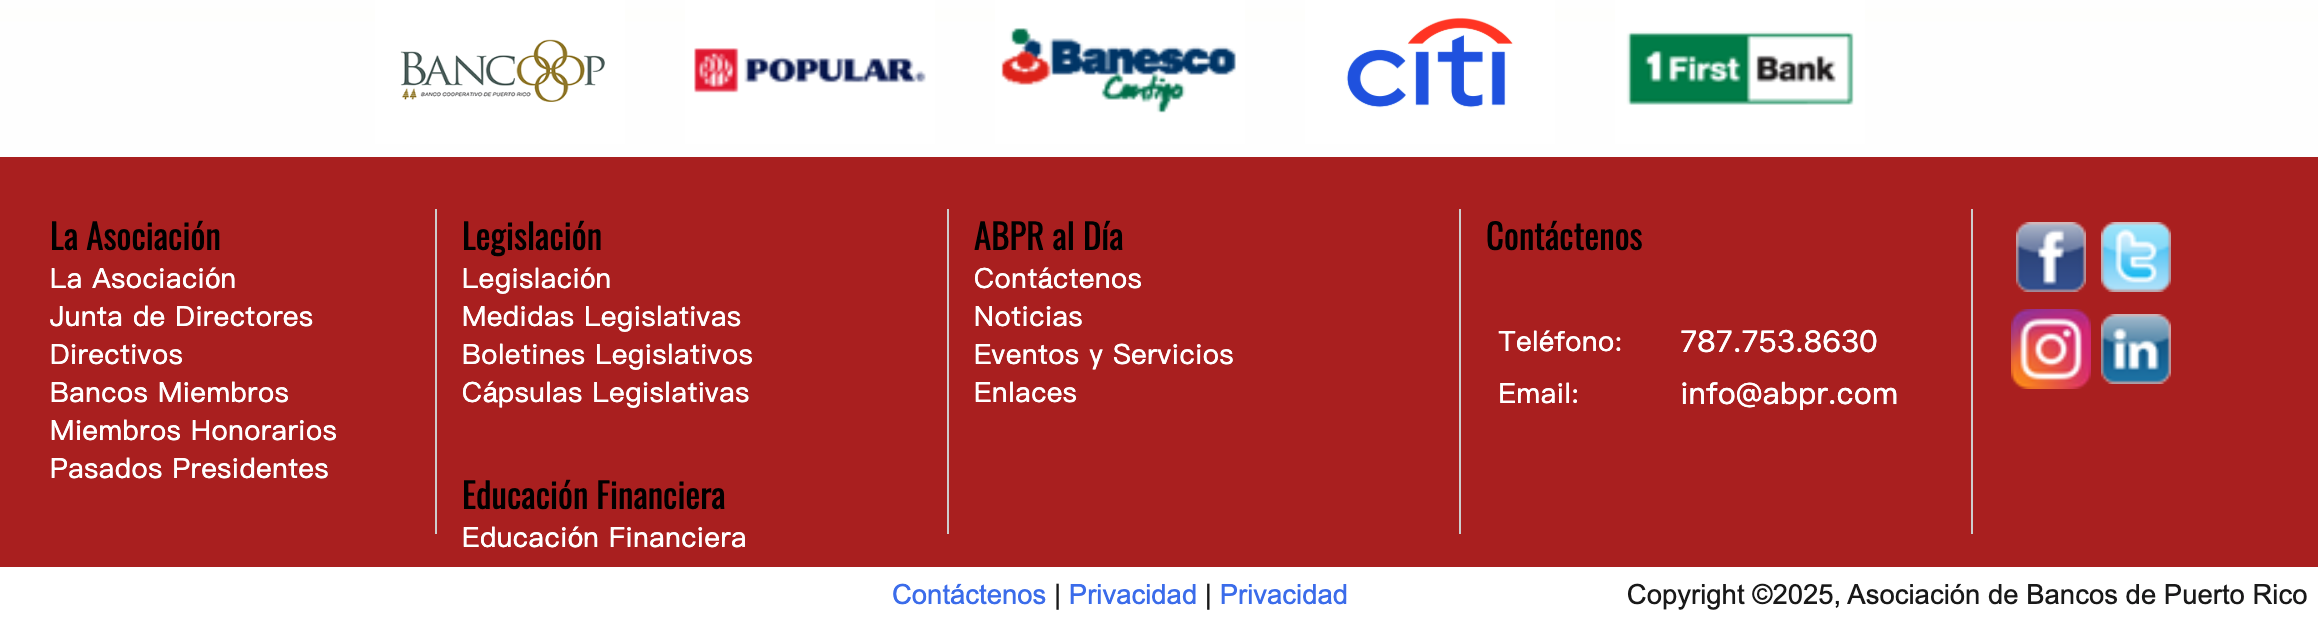 BANCOOP
BANCO COOPERATIVO DE PUERTO RICO
POPULAR®
Banesco
Contigo
citi
1 First Bank
La Asociación
La Asociación
Junta de Directores
Directivos
Bancos Miembros
Miembros Honorarios
Pasados Presidentes
Legislación
Legislación
Medidas Legislativas
Boletines Legislativos
Cápsulas Legislativas
Educación Financiera
Educación Financiera
ABPR al Día
Contáctenos
Noticias
Eventos y Servicios
Enlaces
Contáctenos
Teléfono: 787.753.8630
Email: info@abpr.com
Contáctenos | Privacidad | Privacidad
Copyright ©2025, Asociación de Bancos de Puerto Rico